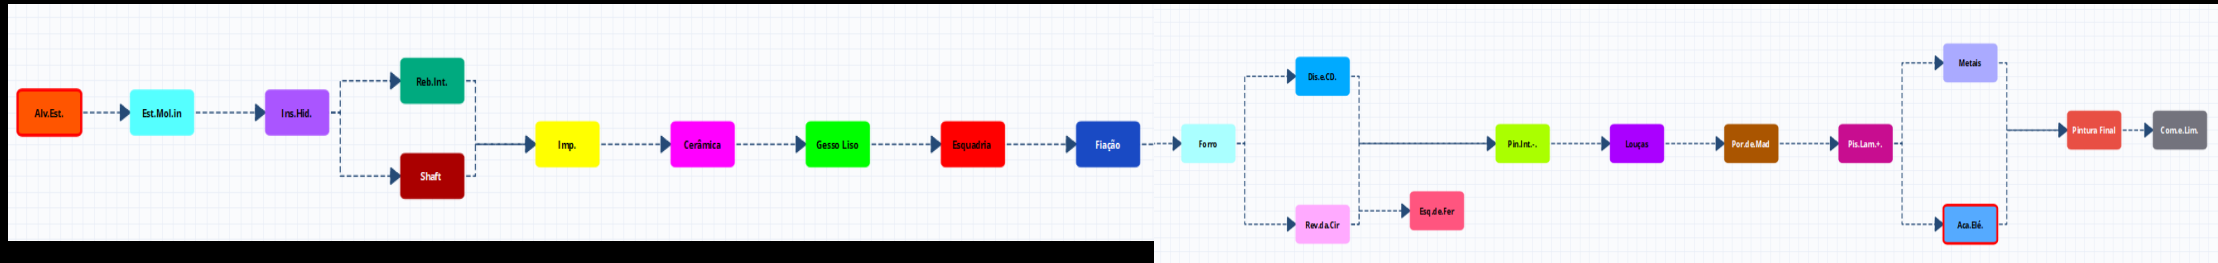 Alv.Est.
Est.Mol.in
Ins.Hid.
Reb.Int.
Shaft
Imp.
Cerâmica
Gesso Liso
Esquadria
Fiação
Forro
Dis.e.CD.
Rev.da.Cir
Esq.de.Fer
Pin.Int.-.
Louças
Por.de.Mad
Pis.Lam.+.
Metais
Aca.Elé.
Pintura Final
Com.e.Lim.